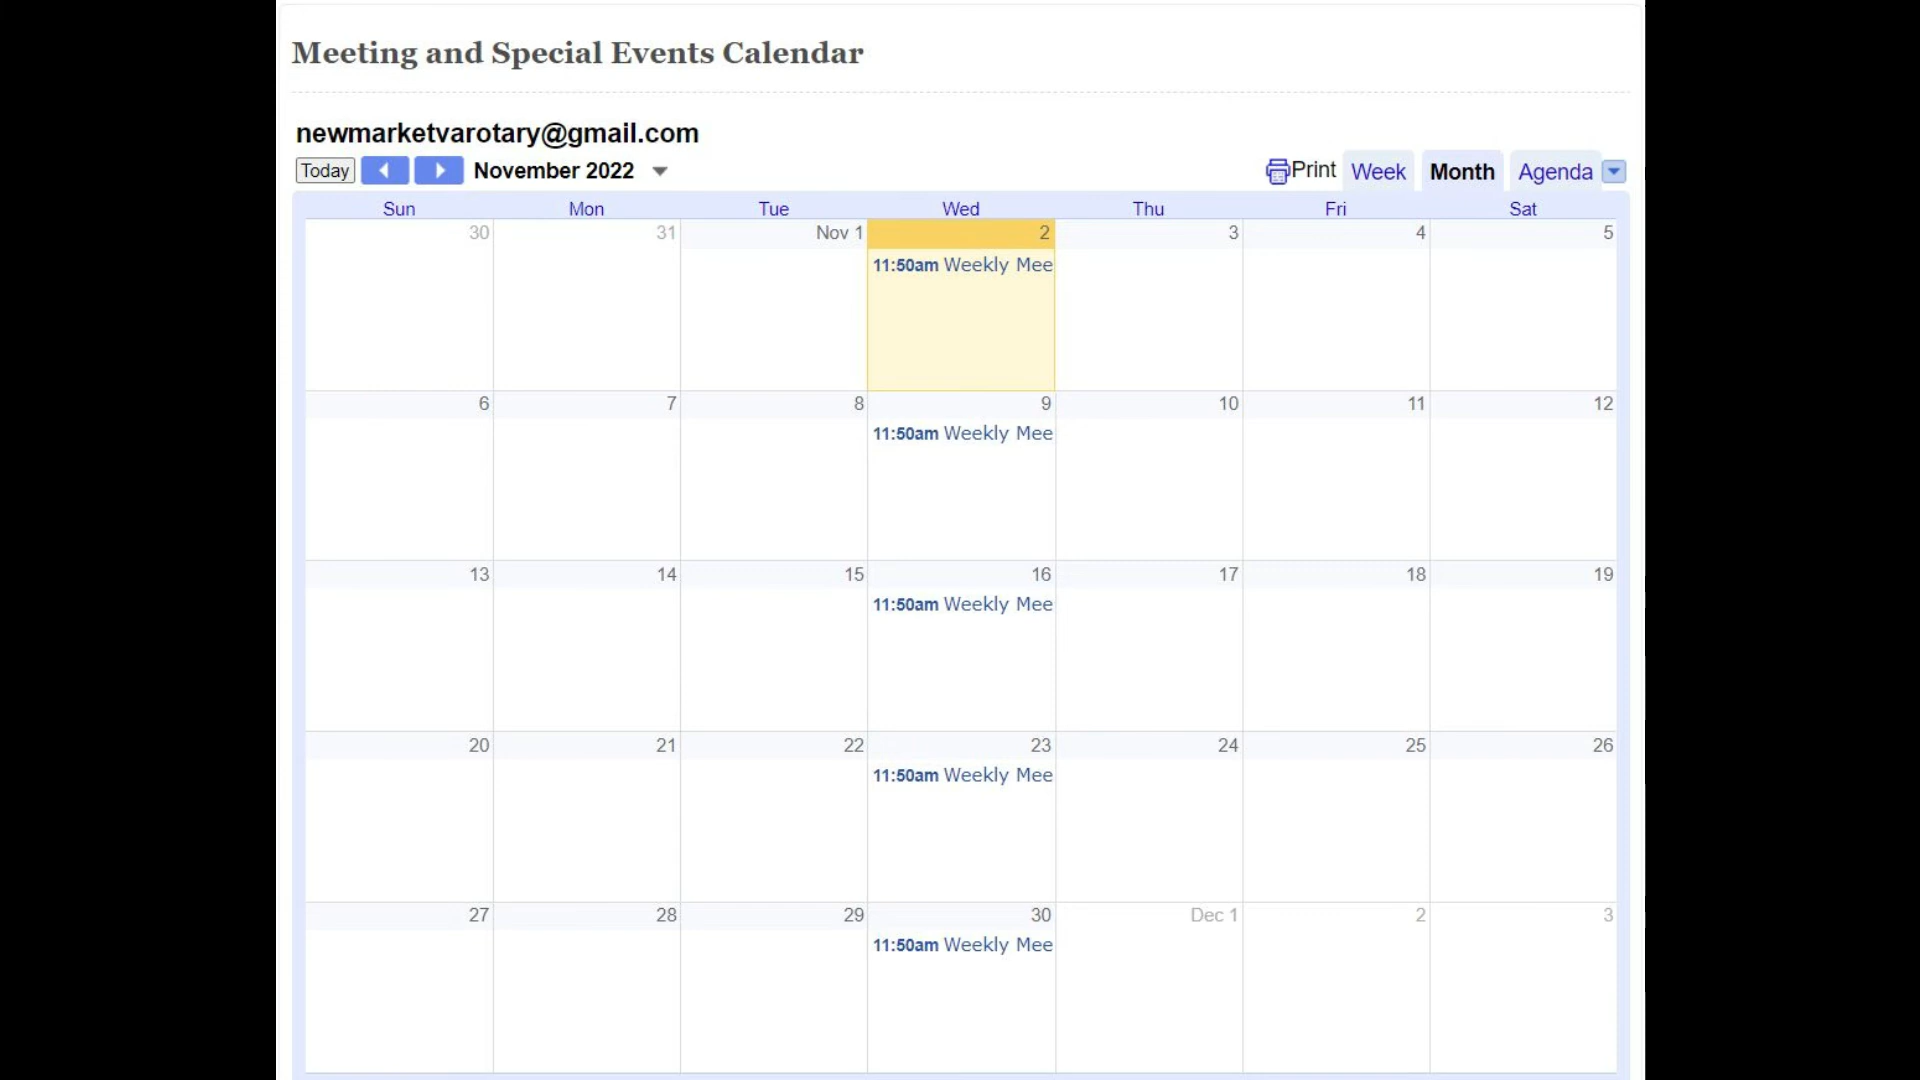 Meeting and Special Events Calendar
newmarketvarotary@gmail.com
Today November 2022 Print Week Month Agenda
Sun Mon Tue Wed Thu Fri Sat
30 31 Nov 1 2 3 4 5
11:50am Weekly Mee
6 7 8 9 10 11 12
11:50am Weekly Mee
13 14 15 16 17 18 19
11:50am Weekly Mee
20 21 22 23 24 25 26
11:50am Weekly Mee
27 28 29 30 Dec 1 2 3
11:50am Weekly Mee